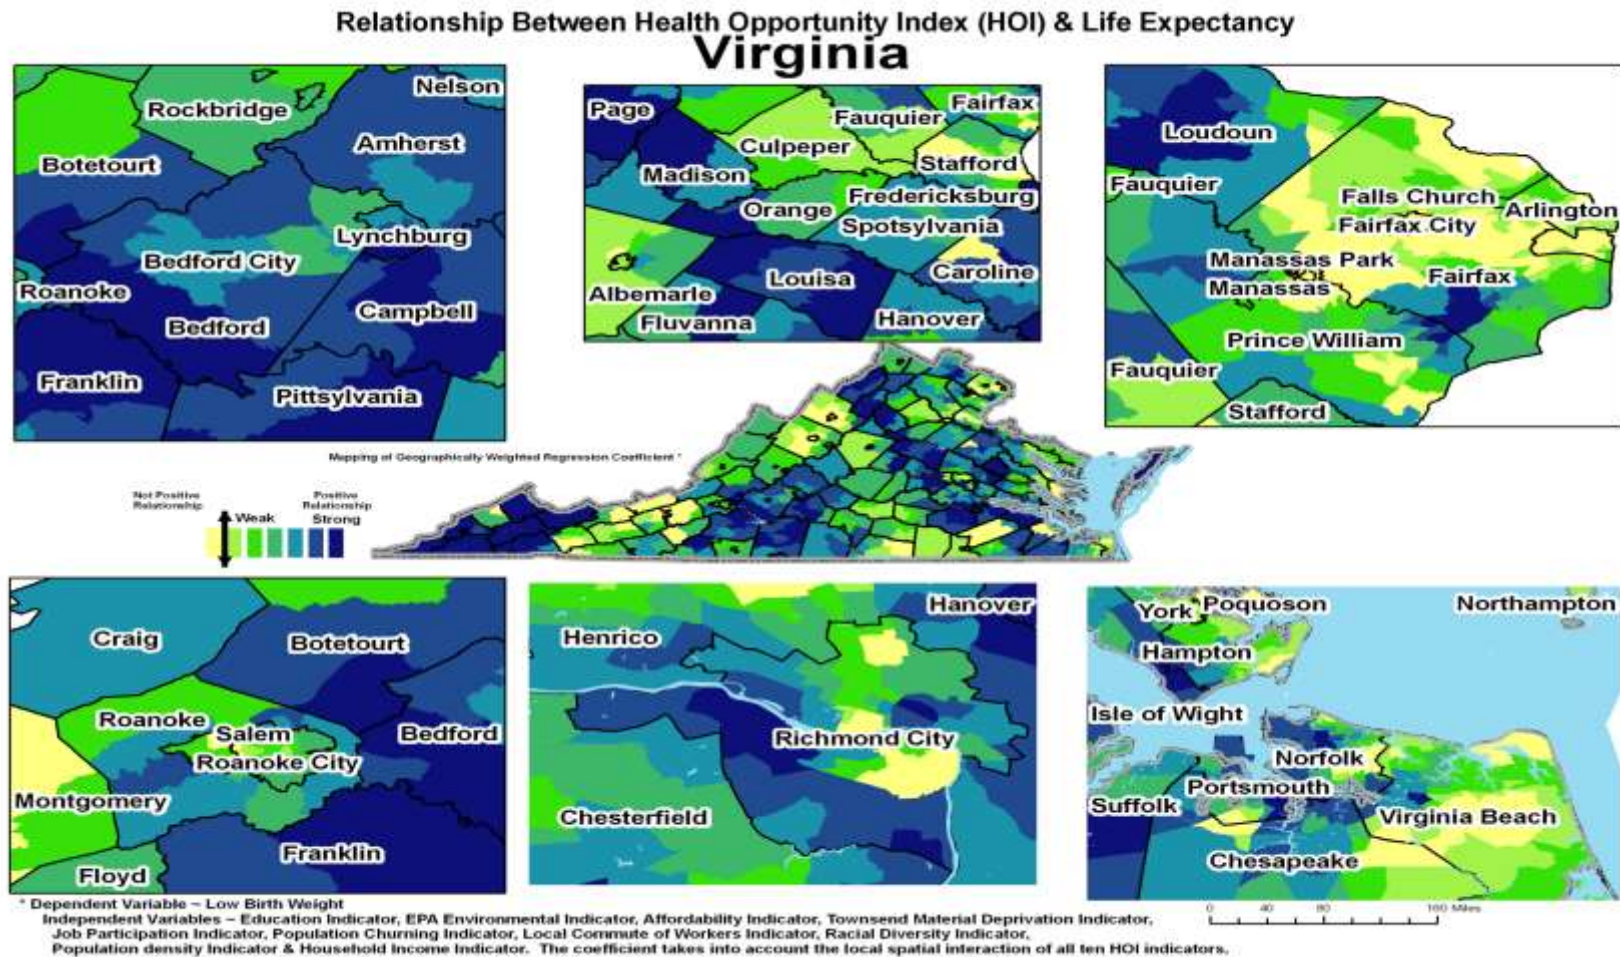 Relationship Between Health Opportunity Index (HOI) & Life Expectancy
Virginia
Nelson
Rockbridge
Amherst
Botetourt
Lynchburg
Bedford City
Roanoke
Campbell
Bedford
Franklin
Pittsylvania
Page
Fairfax
Fauquier
Culpeper
Stafford
Madison
Fredericksburg
Orange
Spotsylvania
Caroline
Louisa
Albemarle
Fluvanna
Hanover
Loudoun
Fauquier
Falls Church
Arlington
Fairfax City
Manassas Park
Fairfax
Manassas
Prince William
Fauquier
Stafford
Mapping of Geographically Weighted Regression Coefficient *
Not Positive
Relationship
Positive
Relationship
Weak
Strong
Craig
Botetourt
Roanoke
Salem
Bedford
Roanoke City
Montgomery
Franklin
Floyd
Hanover
Henrico
Richmond City
Chesterfield
York
Poquoson
Northampton
Hampton
Isle of Wight
Norfolk
Portsmouth
Suffolk
Virginia Beach
Chesapeake
0 40 80 160 Miles
* Dependent Variable ~ Low Birth Weight
Independent Variables ~ Education Indicator, EPA Environmental Indicator, Affordability Indicator, Townsend Material Deprivation Indicator,
Job Participation Indicator, Population Churning Indicator, Local Commute of Workers Indicator, Racial Diversity Indicator,
Population density Indicator & Household Income Indicator. The coefficient takes into account the local spatial interaction of all ten HOI indicators.